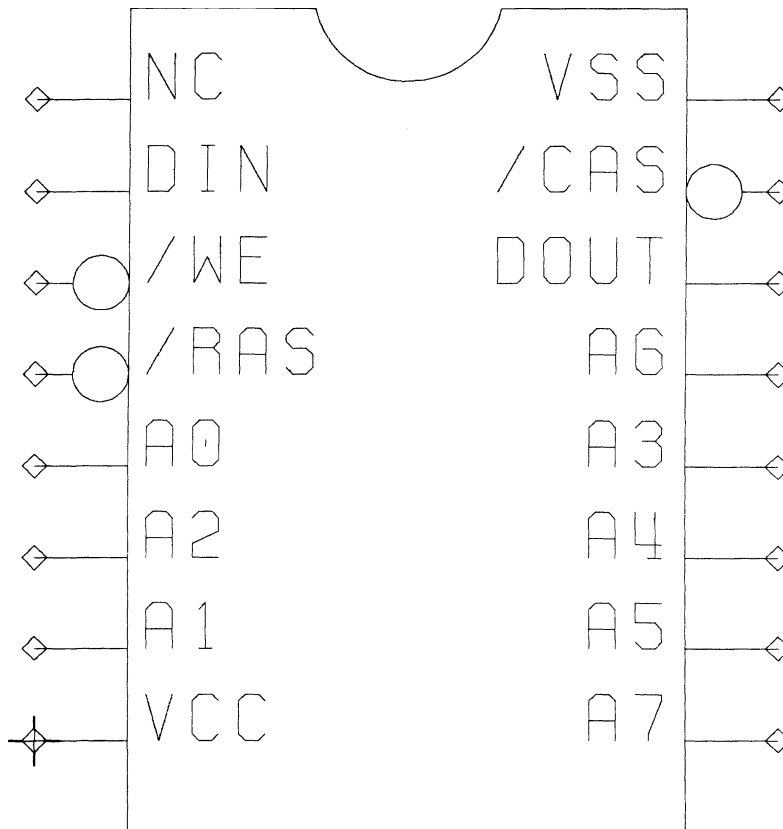 NC VSS
DIN /CAS
/WE DOUT
/RAS A6
A0 A3
A2 A4
A1 A5
VCC A7